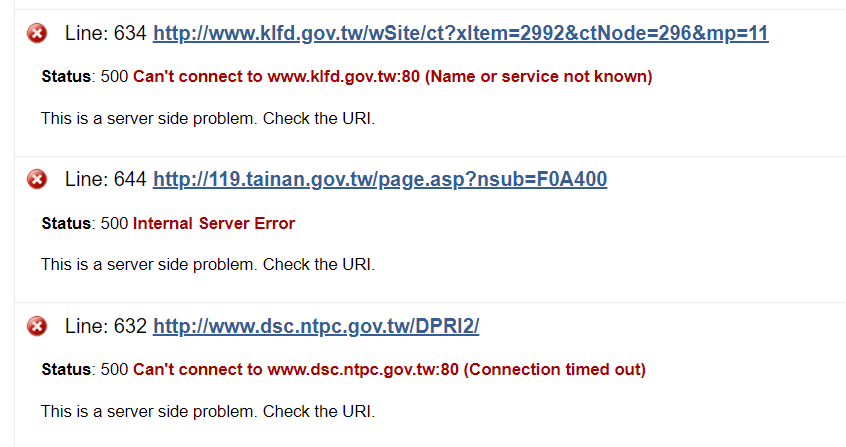 Line: 634 http://www.klfd.gov.tw/wSite/ct?xItem=2992&ctNode=296&mp=11
Status: 500 Can't connect to www.klfd.gov.tw:80 (Name or service not known)
This is a server side problem. Check the URI.
Line: 644 http://119.tainan.gov.tw/page.asp?nsub=F0A400
Status: 500 Internal Server Error
This is a server side problem. Check the URI.
Line: 632 http://www.dsc.ntpc.gov.tw/DPRI2/
Status: 500 Can't connect to www.dsc.ntpc.gov.tw:80 (Connection timed out)
This is a server side problem. Check the URI.